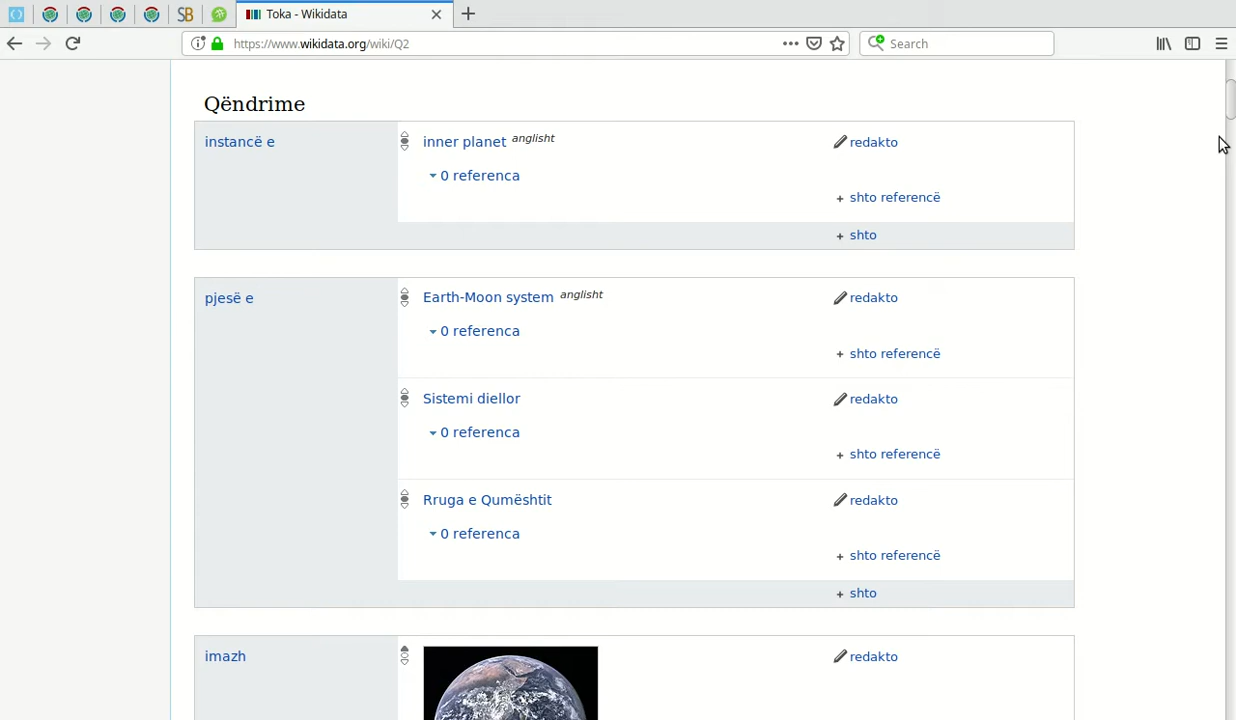 SB
Toka - Wikidata
https://www.wikidata.org/wiki/Q2
Search
Qëndrime
instancë e
inner planet anglisht
redakto
0 referenca
+ shto referencë
+ shto
pjesë e
Earth-Moon system anglisht
redakto
0 referenca
+ shto referencë
Sistemi diellor
redakto
0 referenca
+ shto referencë
Rruga e Qumështit
redakto
0 referenca
+ shto referencë
+ shto
imazh
redakto